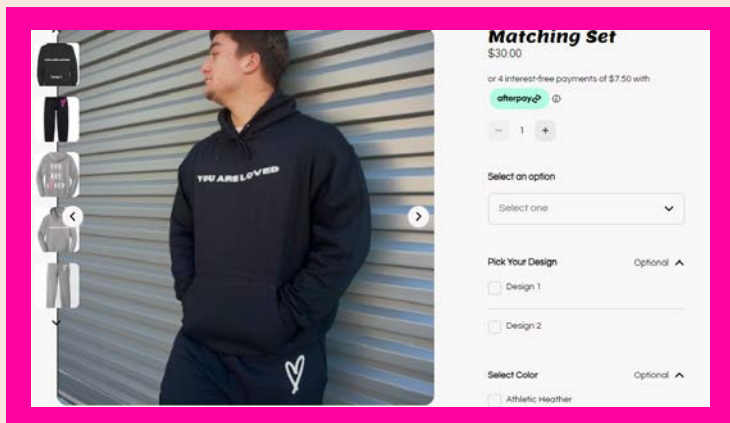 Matching Set
$30.00
or 4 interest-free payments of $7.50 with
afterpay
1
Select an option
Select one
Pick Your Design
Optional
Design 1
Design 2
Select Color
Optional
Athletic Heather
YOU ARE LOVED